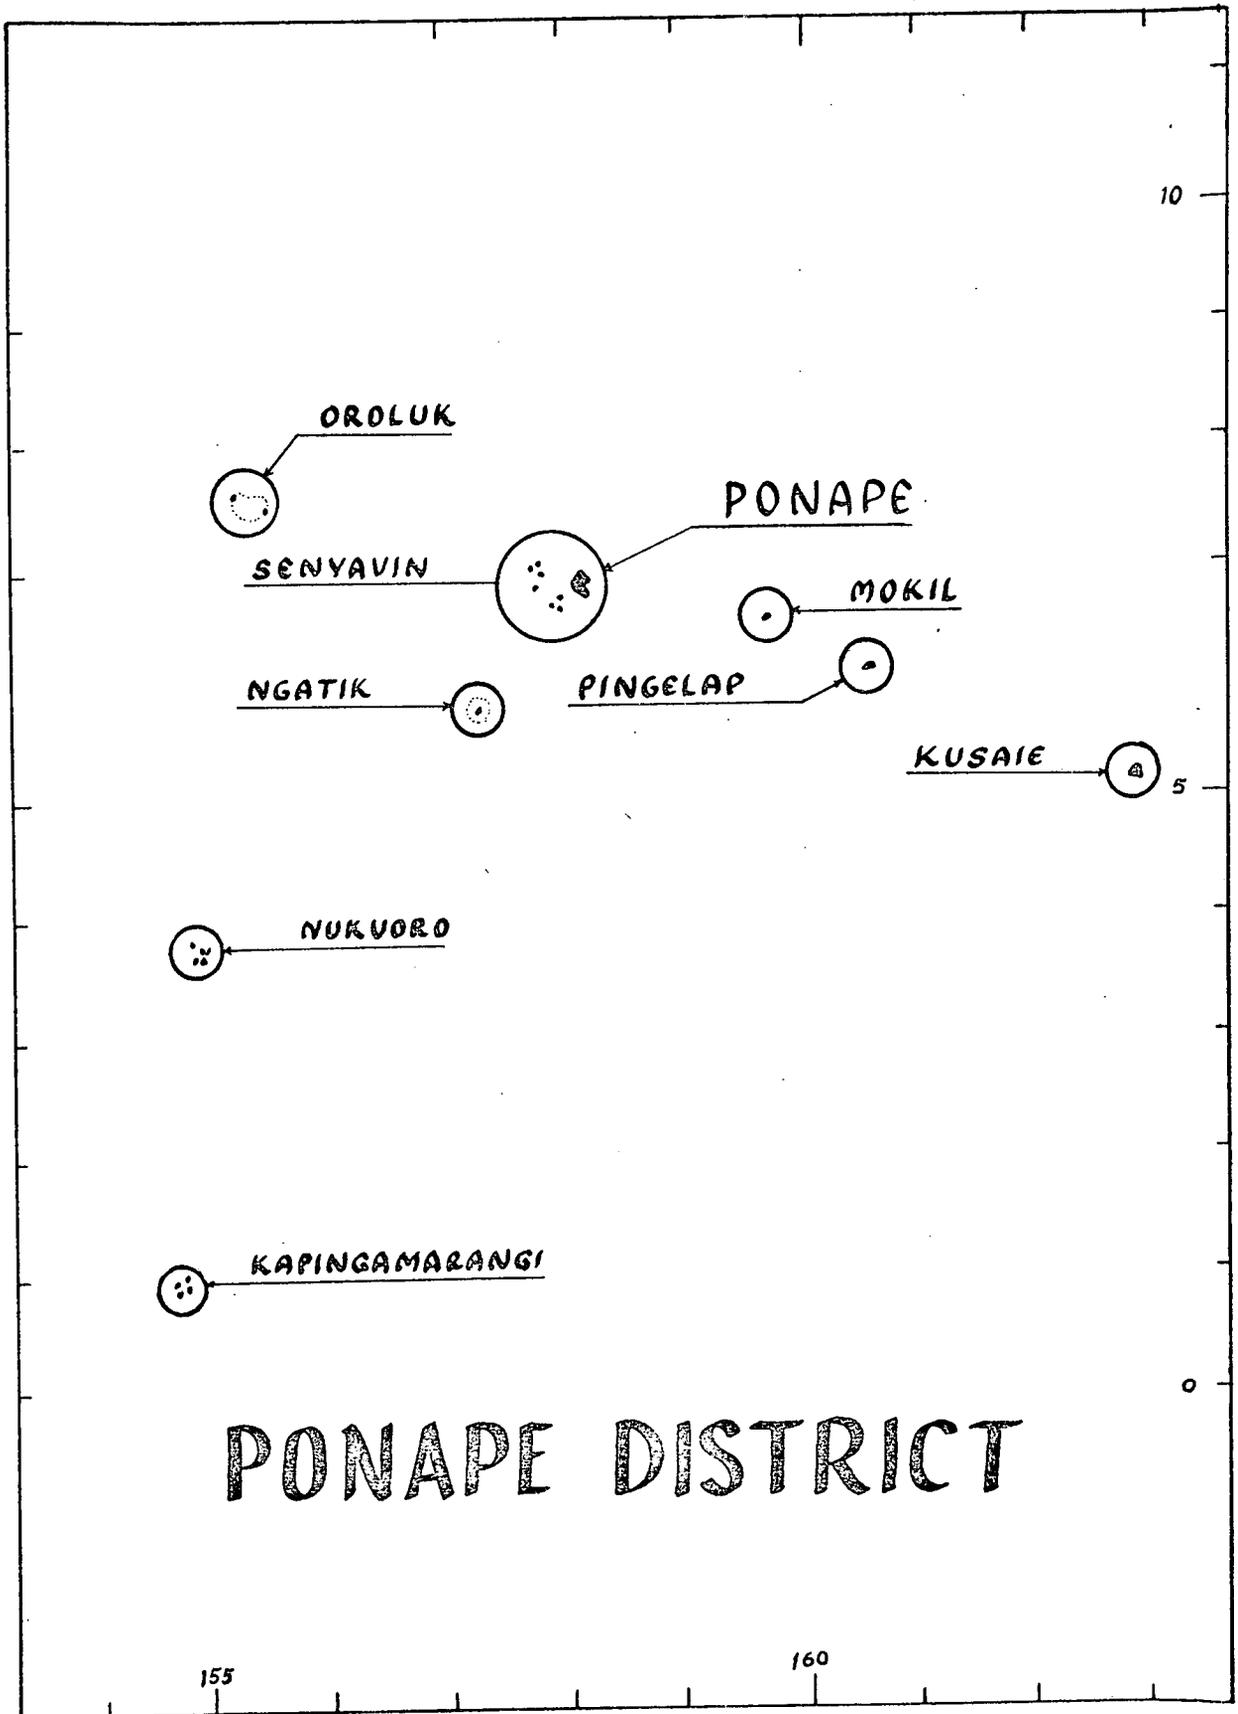 10
OROLUK
PONAPE
SENYAVIN
MOKIL
NGATIK
PINGELAP
KUSAIE
5
NUKUORO
KAPINGAMARANGI
0
PONAPE DISTRICT
155
160